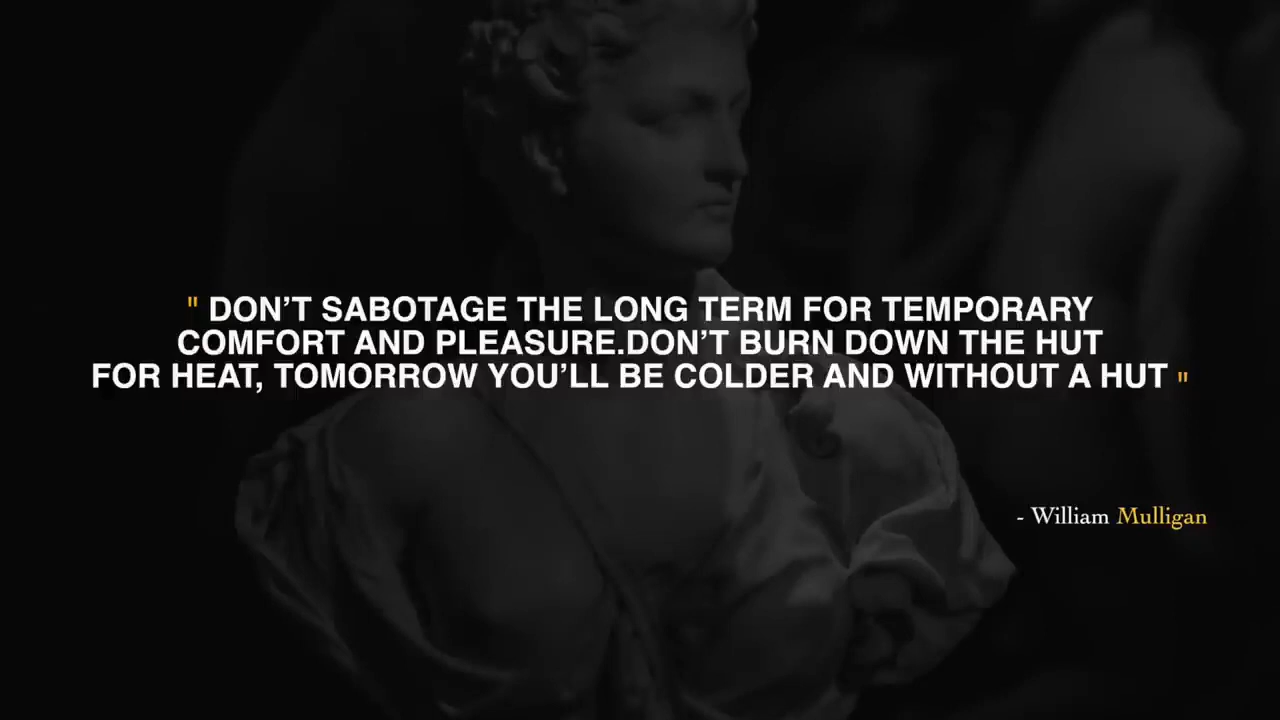 " DON’T SABOTAGE THE LONG TERM FOR TEMPORARY
COMFORT AND PLEASURE.DON’T BURN DOWN THE HUT
FOR HEAT, TOMORROW YOU’LL BE COLDER AND WITHOUT A HUT "
- William Mulligan